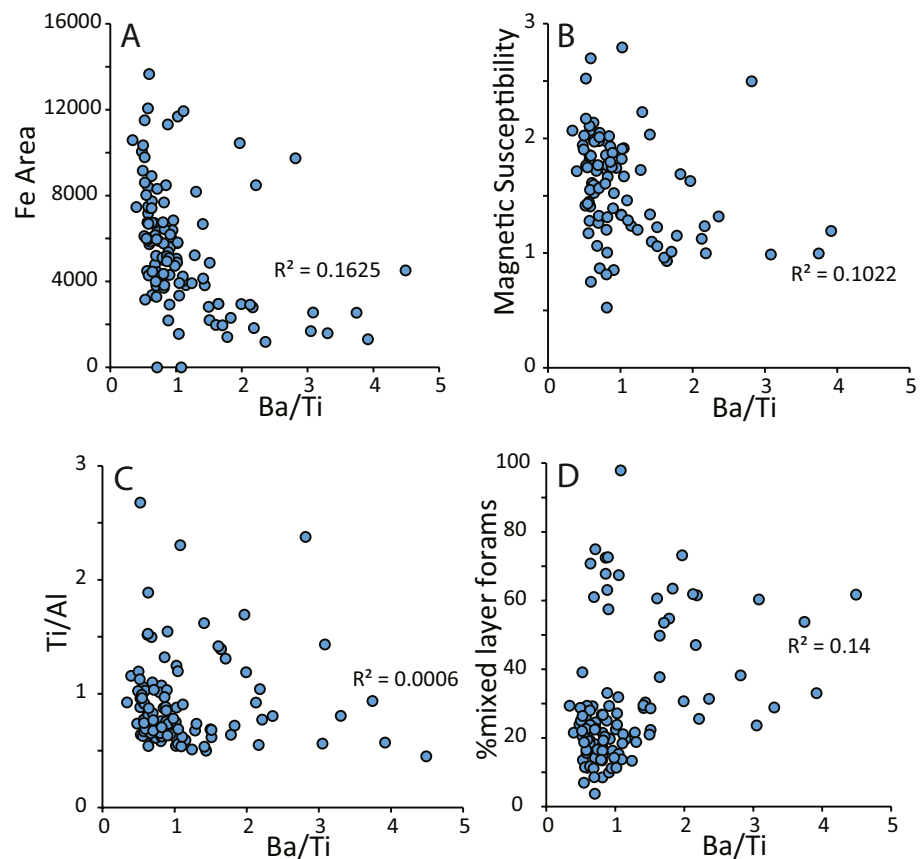 A
Fe Area
16000
12000
8000
4000
0
R² = 0.1625
0 1 2 3 4 5
Ba/Ti
B
Magnetic Susceptibility
3
2
1
0
R² = 0.1022
0 1 2 3 4 5
Ba/Ti
C
Ti/Al
3
2
1
0
R² = 0.0006
0 1 2 3 4 5
Ba/Ti
D
%mixed layer forams
100
80
60
40
20
0
R² = 0.14
0 1 2 3 4 5
Ba/Ti